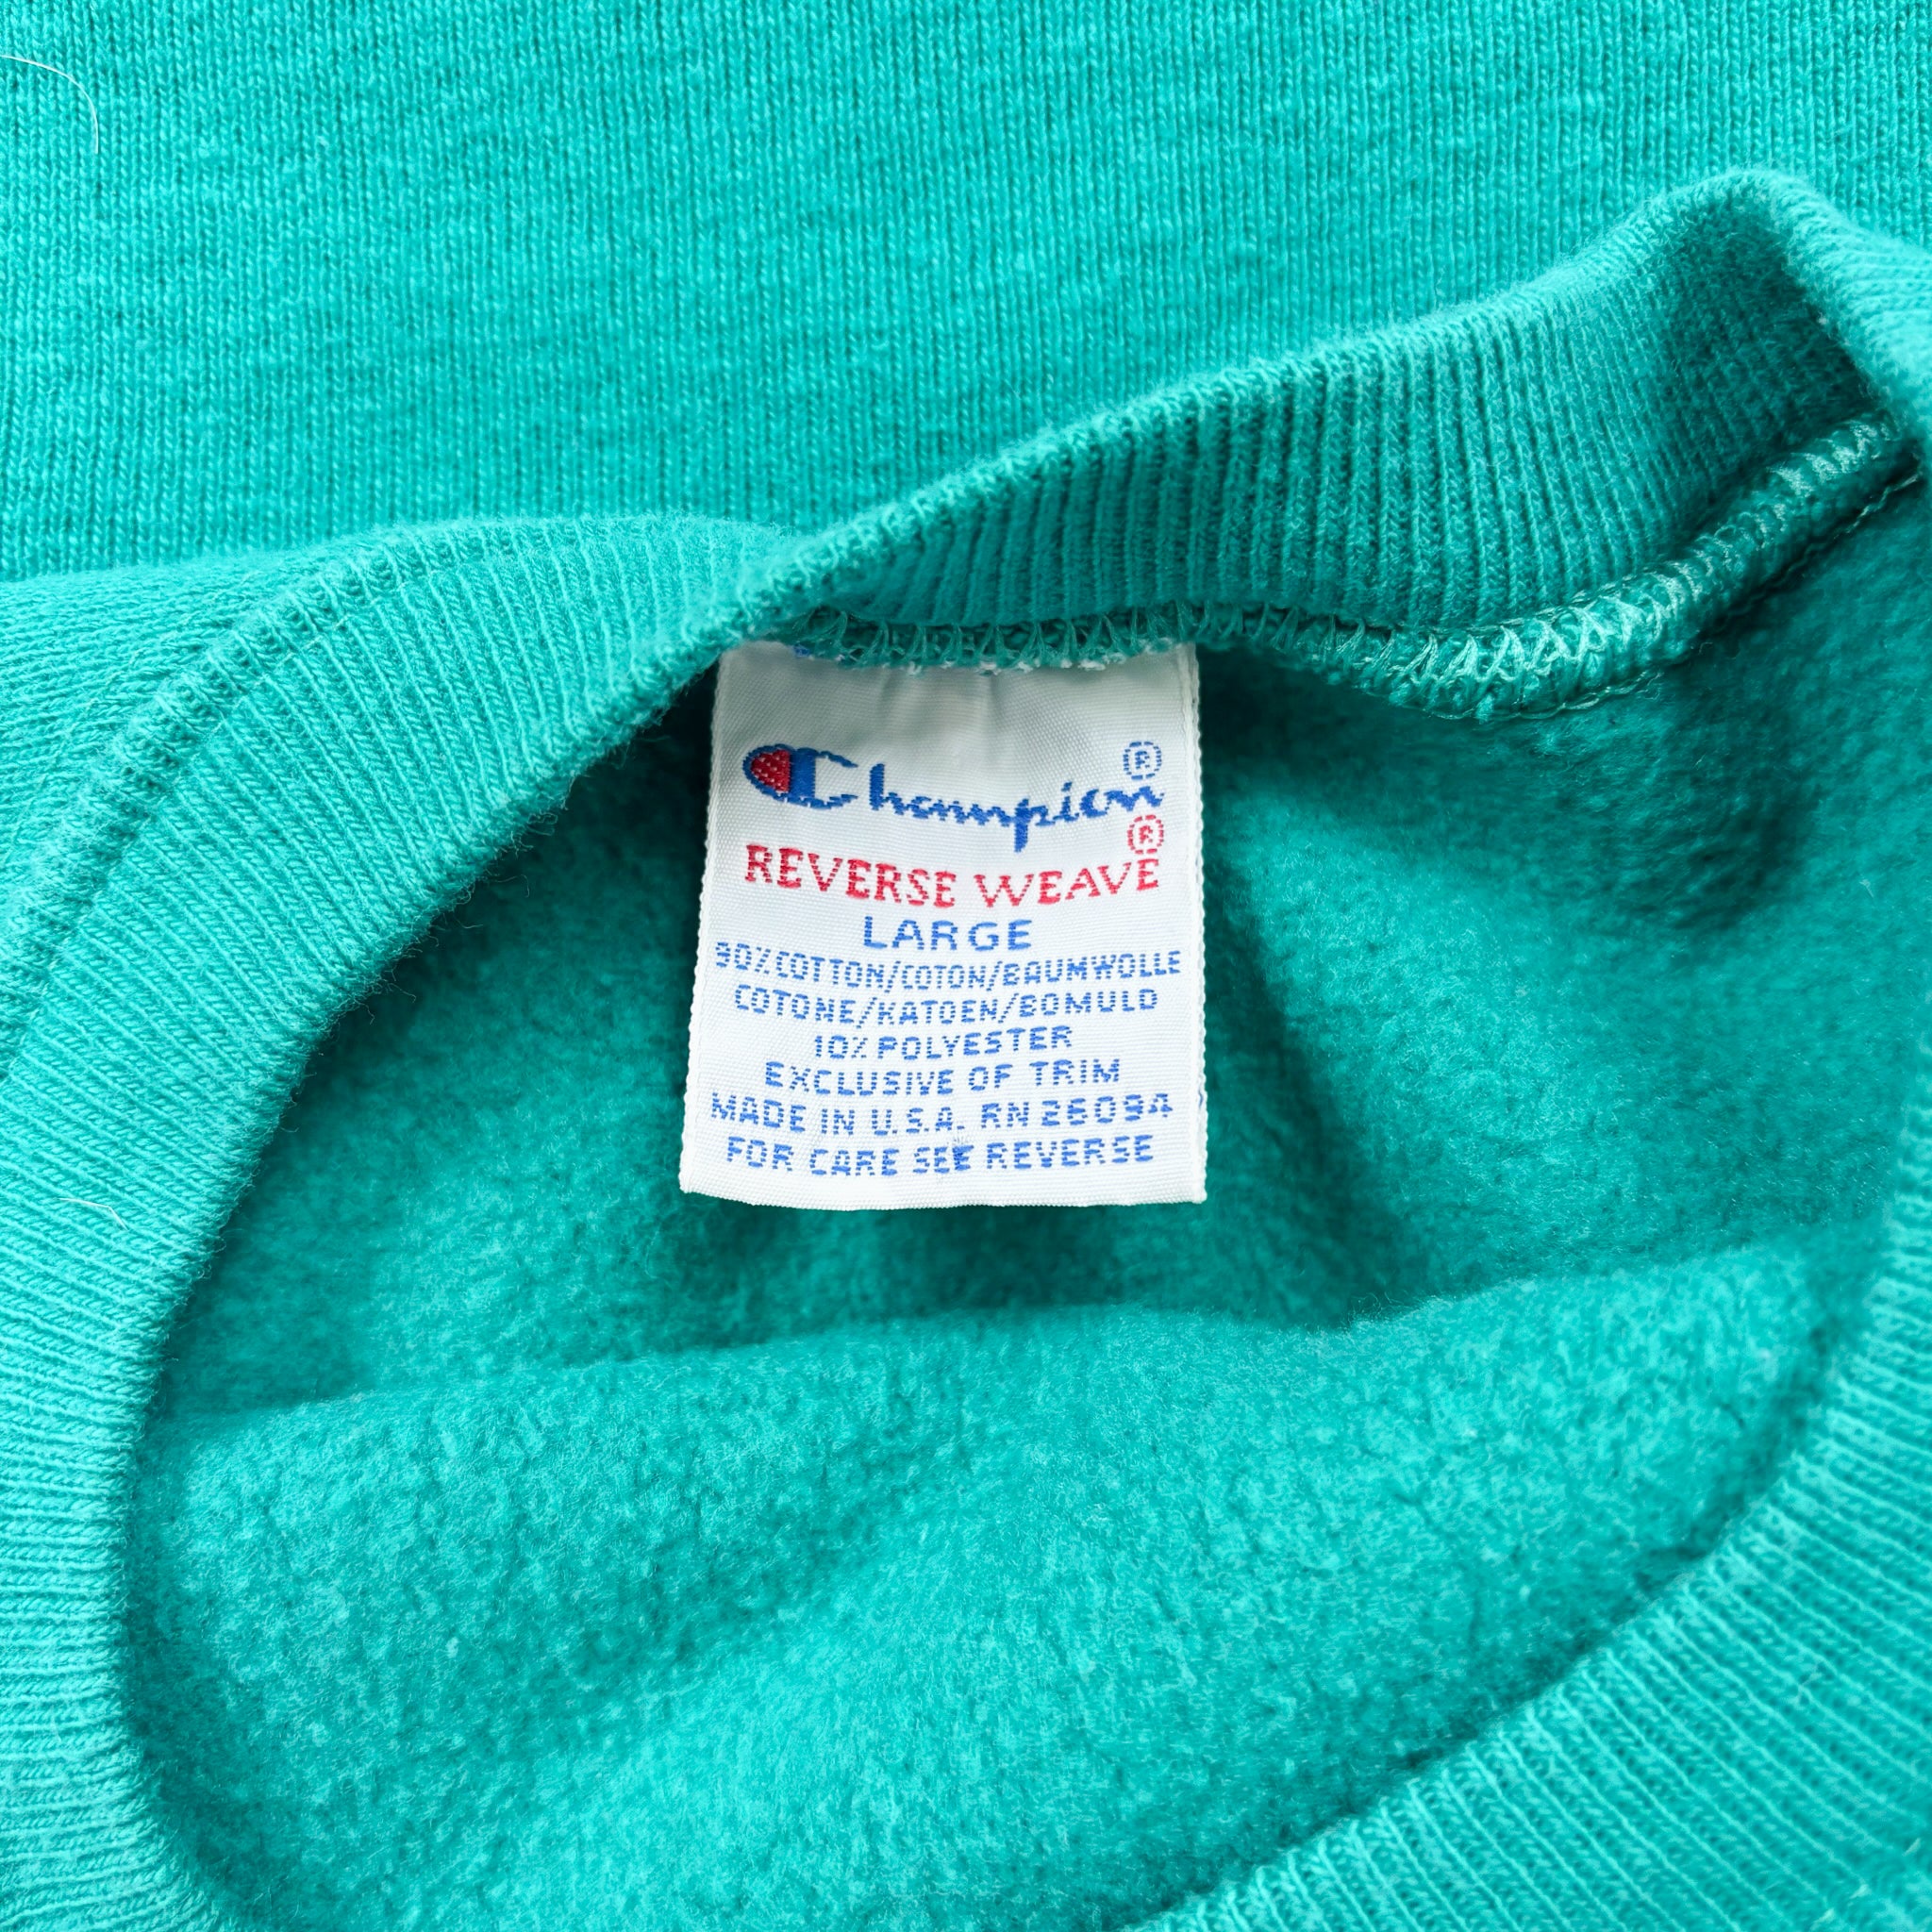 Champion®
REVERSE WEAVE®
LARGE
90% COTTON/COTON/BAUMWOLLE
COTONE/KATOEN/BOMULD
10% POLYESTER
EXCLUSIVE OF TRIM
MADE IN U.S.A. RN 26094
FOR CARE SEE REVERSE